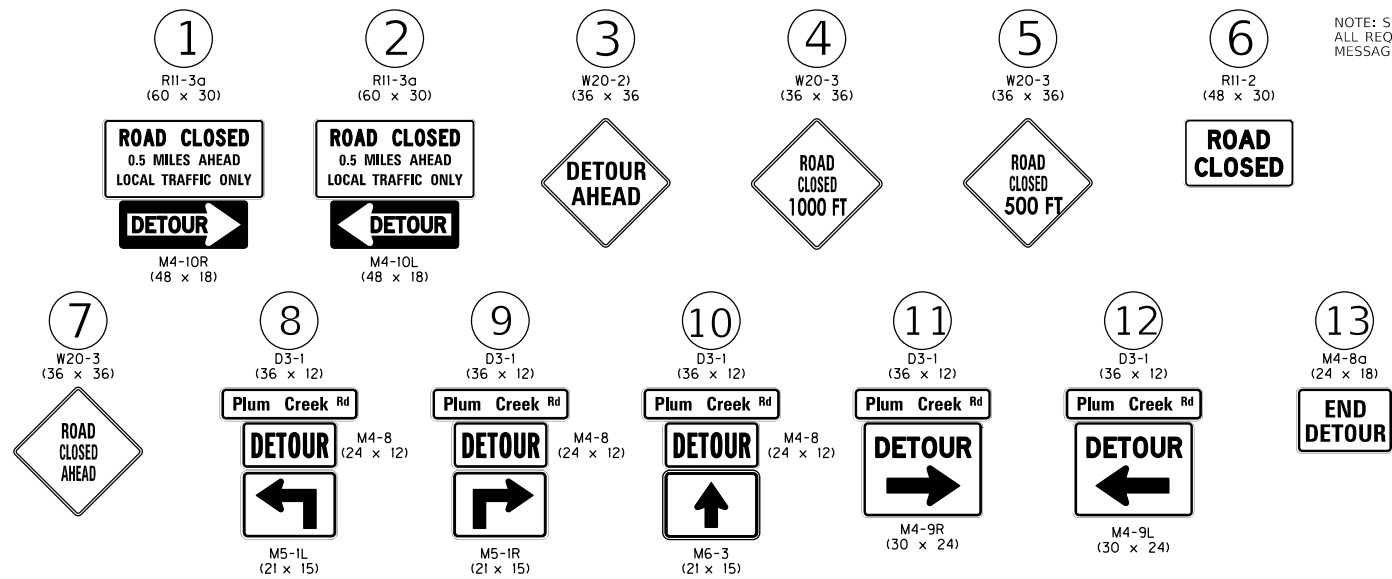 1
R11-3a
(60 x 30)
ROAD CLOSED
0.5 MILES AHEAD
LOCAL TRAFFIC ONLY
DETOUR
M4-10R
(48 x 18)
2
R11-3a
(60 x 30)
ROAD CLOSED
0.5 MILES AHEAD
LOCAL TRAFFIC ONLY
DETOUR
M4-10L
(48 x 18)
3
W20-2)
(36 x 36
DETOUR
AHEAD
4
W20-3
(36 x 36)
ROAD
CLOSED
1000 FT
5
W20-3
(36 x 36)
ROAD
CLOSED
500 FT
6
R11-2
(48 x 30)
ROAD
CLOSED
NOTE: S
ALL REQ
MESSAG
7
W20-3
(36 x 36)
ROAD
CLOSED
AHEAD
8
D3-1
(36 x 12)
Plum Creek Rd
DETOUR
M4-8
(24 x 12)
M5-1L
(21 x 15)
9
D3-1
(36 x 12)
Plum Creek Rd
DETOUR
M4-8
(24 x 12)
M5-1R
(21 x 15)
10
D3-1
(36 x 12)
Plum Creek Rd
DETOUR
M4-8
(24 x 12)
M6-3
(21 x 15)
11
D3-1
(36 x 12)
Plum Creek Rd
DETOUR
M4-9R
(30 x 24)
12
D3-1
(36 x 12)
Plum Creek Rd
DETOUR
M4-9L
(30 x 24)
13
M4-8a
(24 x 18)
END
DETOUR